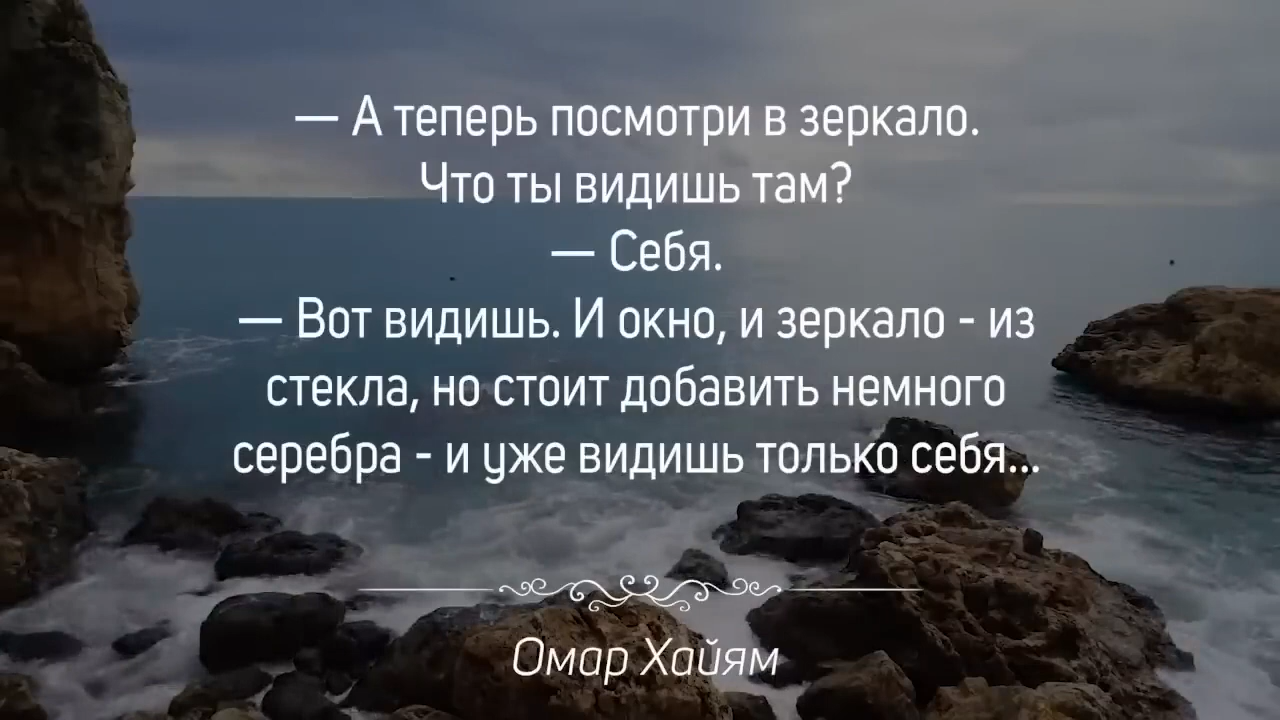 — А теперь посмотри в зеркало.
Что ты видишь там?
— Себя.
— Вот видишь. И окно, и зеркало - из
стекла, но стоит добавить немного
серебра - и уже видишь только себя...
Омар Хайям